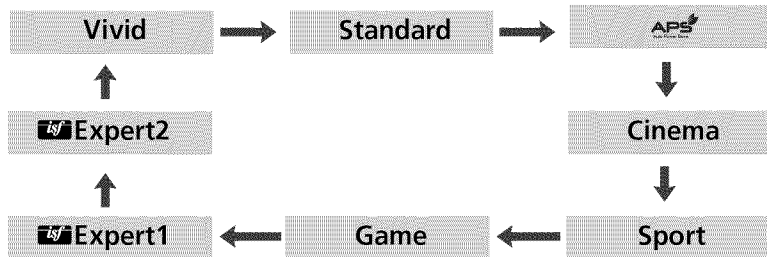 Vivid
Standard
APS
Cinema
Sport
Game
isf Expert1
isf Expert2